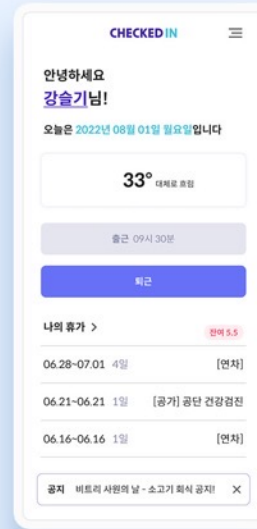 CHECKED IN
안녕하세요
강슬기님!
오늘은 2022년 08월 01일 월요일입니다
33° 대체로 흐림
출근 09시 30분
퇴근
나의 휴가 >
잔여 5.5
06.28~07.01 4일 [연차]
06.21~06.21 1일 [공가] 공단 건강검진
06.16~06.16 1일 [연차]
공지 비트리 사원의 날 - 소고기 회식 공지! ×